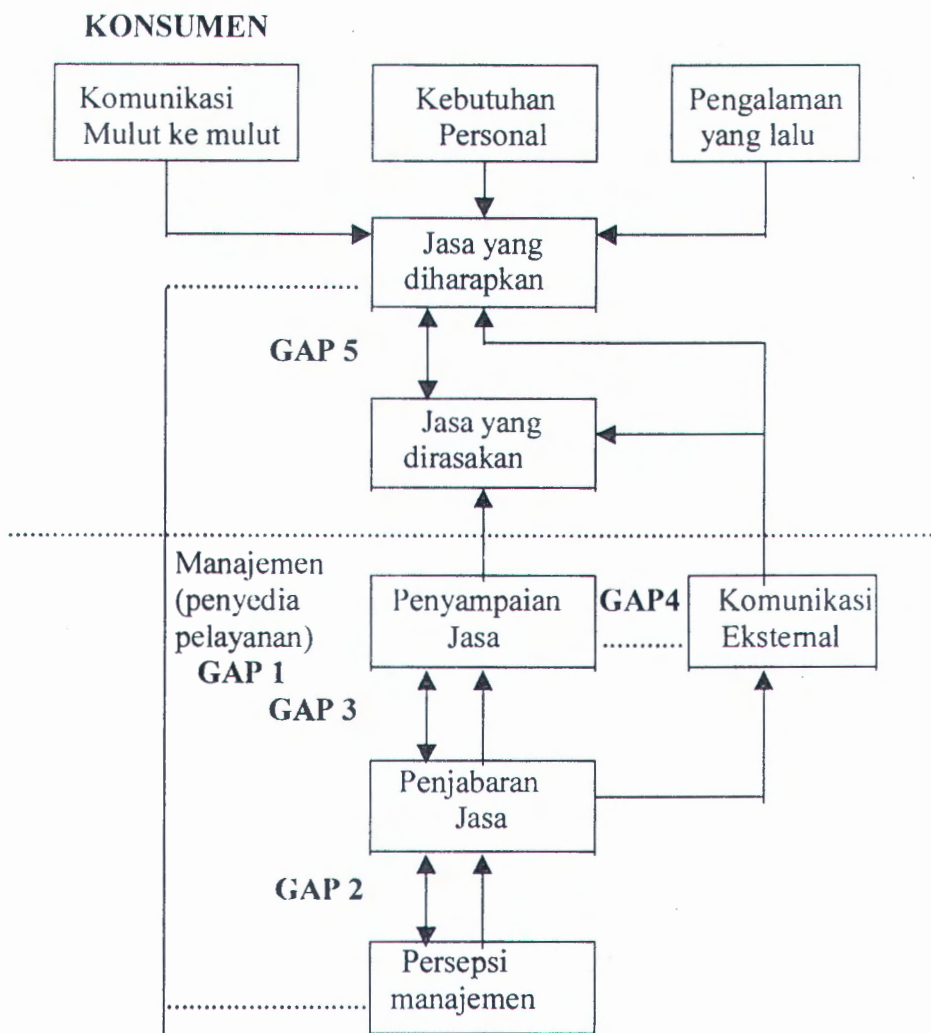 KONSUMEN
Komunikasi
Mulut ke mulut
Kebutuhan
Personal
Pengalaman
yang lalu
Jasa yang
diharapkan
GAP 5
Jasa yang
dirasakan
Manajemen
(penyedia
pelayanan)
GAP 1
Penyampaian
Jasa
GAP4
Komunikasi
Eksternal
GAP 3
Penjabaran
Jasa
GAP 2
Persepsi
manajemen